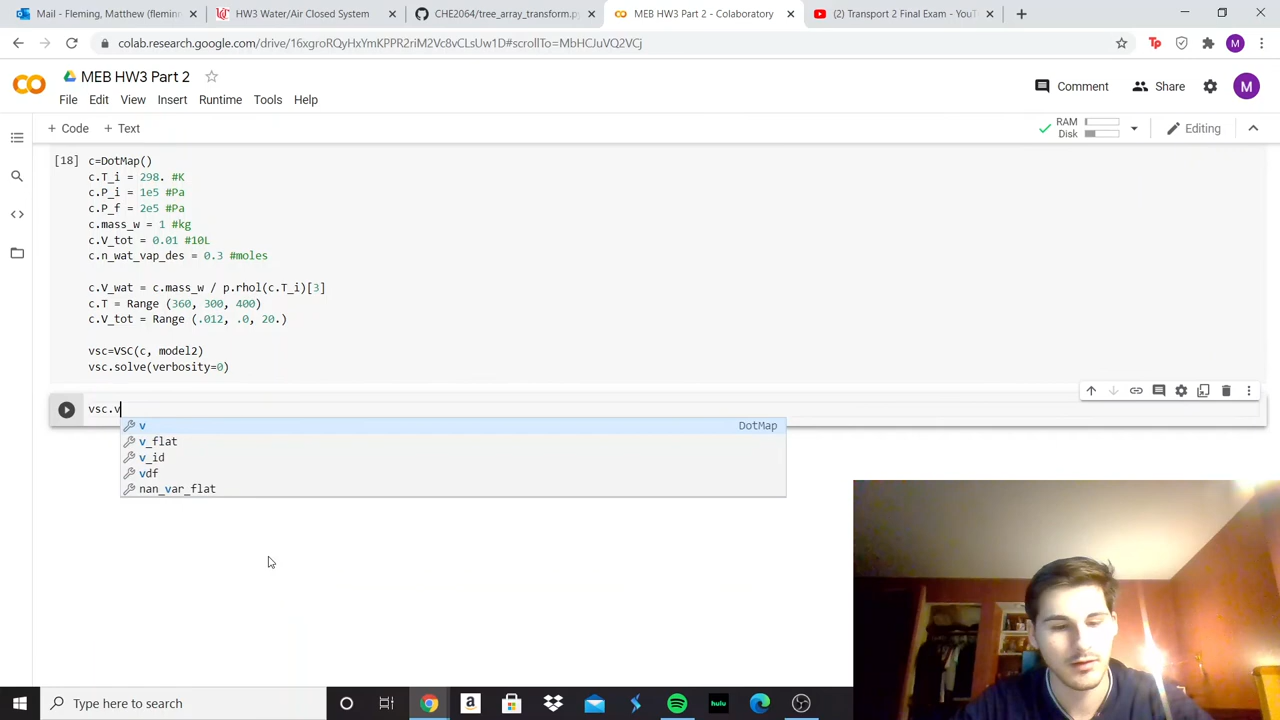 Mail - Fleming, Matthew (fleminm
HW3 Water/Air Closed System
CHE2064/tree_array_transform.py
MEB HW3 Part 2 - Colaboratory
(2) Transport 2 Final Exam - YouT
colab.research.google.com/drive/16xgroRQyHxYmKPPR2riM2Vc8vCLsUw1D#scrollTo=MbHCJuVQ2VCj
MEB HW3 Part 2
File Edit View Insert Runtime Tools Help
Comment
Share
M
+ Code + Text
RAM
Disk
Editing
[18] c=DotMap()
c.T_i = 298. #K
c.P_i = 1e5 #Pa
c.P_f = 2e5 #Pa
c.mass_w = 1 #kg
c.V_tot = 0.01 #10L
c.n_wat_vap_des = 0.3 #moles
c.V_wat = c.mass_w / p.rhol(c.T_i)[3]
c.T = Range (360, 300, 400)
c.V_tot = Range (.012, .0, 20.)
vsc=VSC(c, model2)
vsc.solve(verbosity=0)
vsc.v
v DotMap
v_flat
v_id
vdf
nan_var_flat
Type here to search
hulu